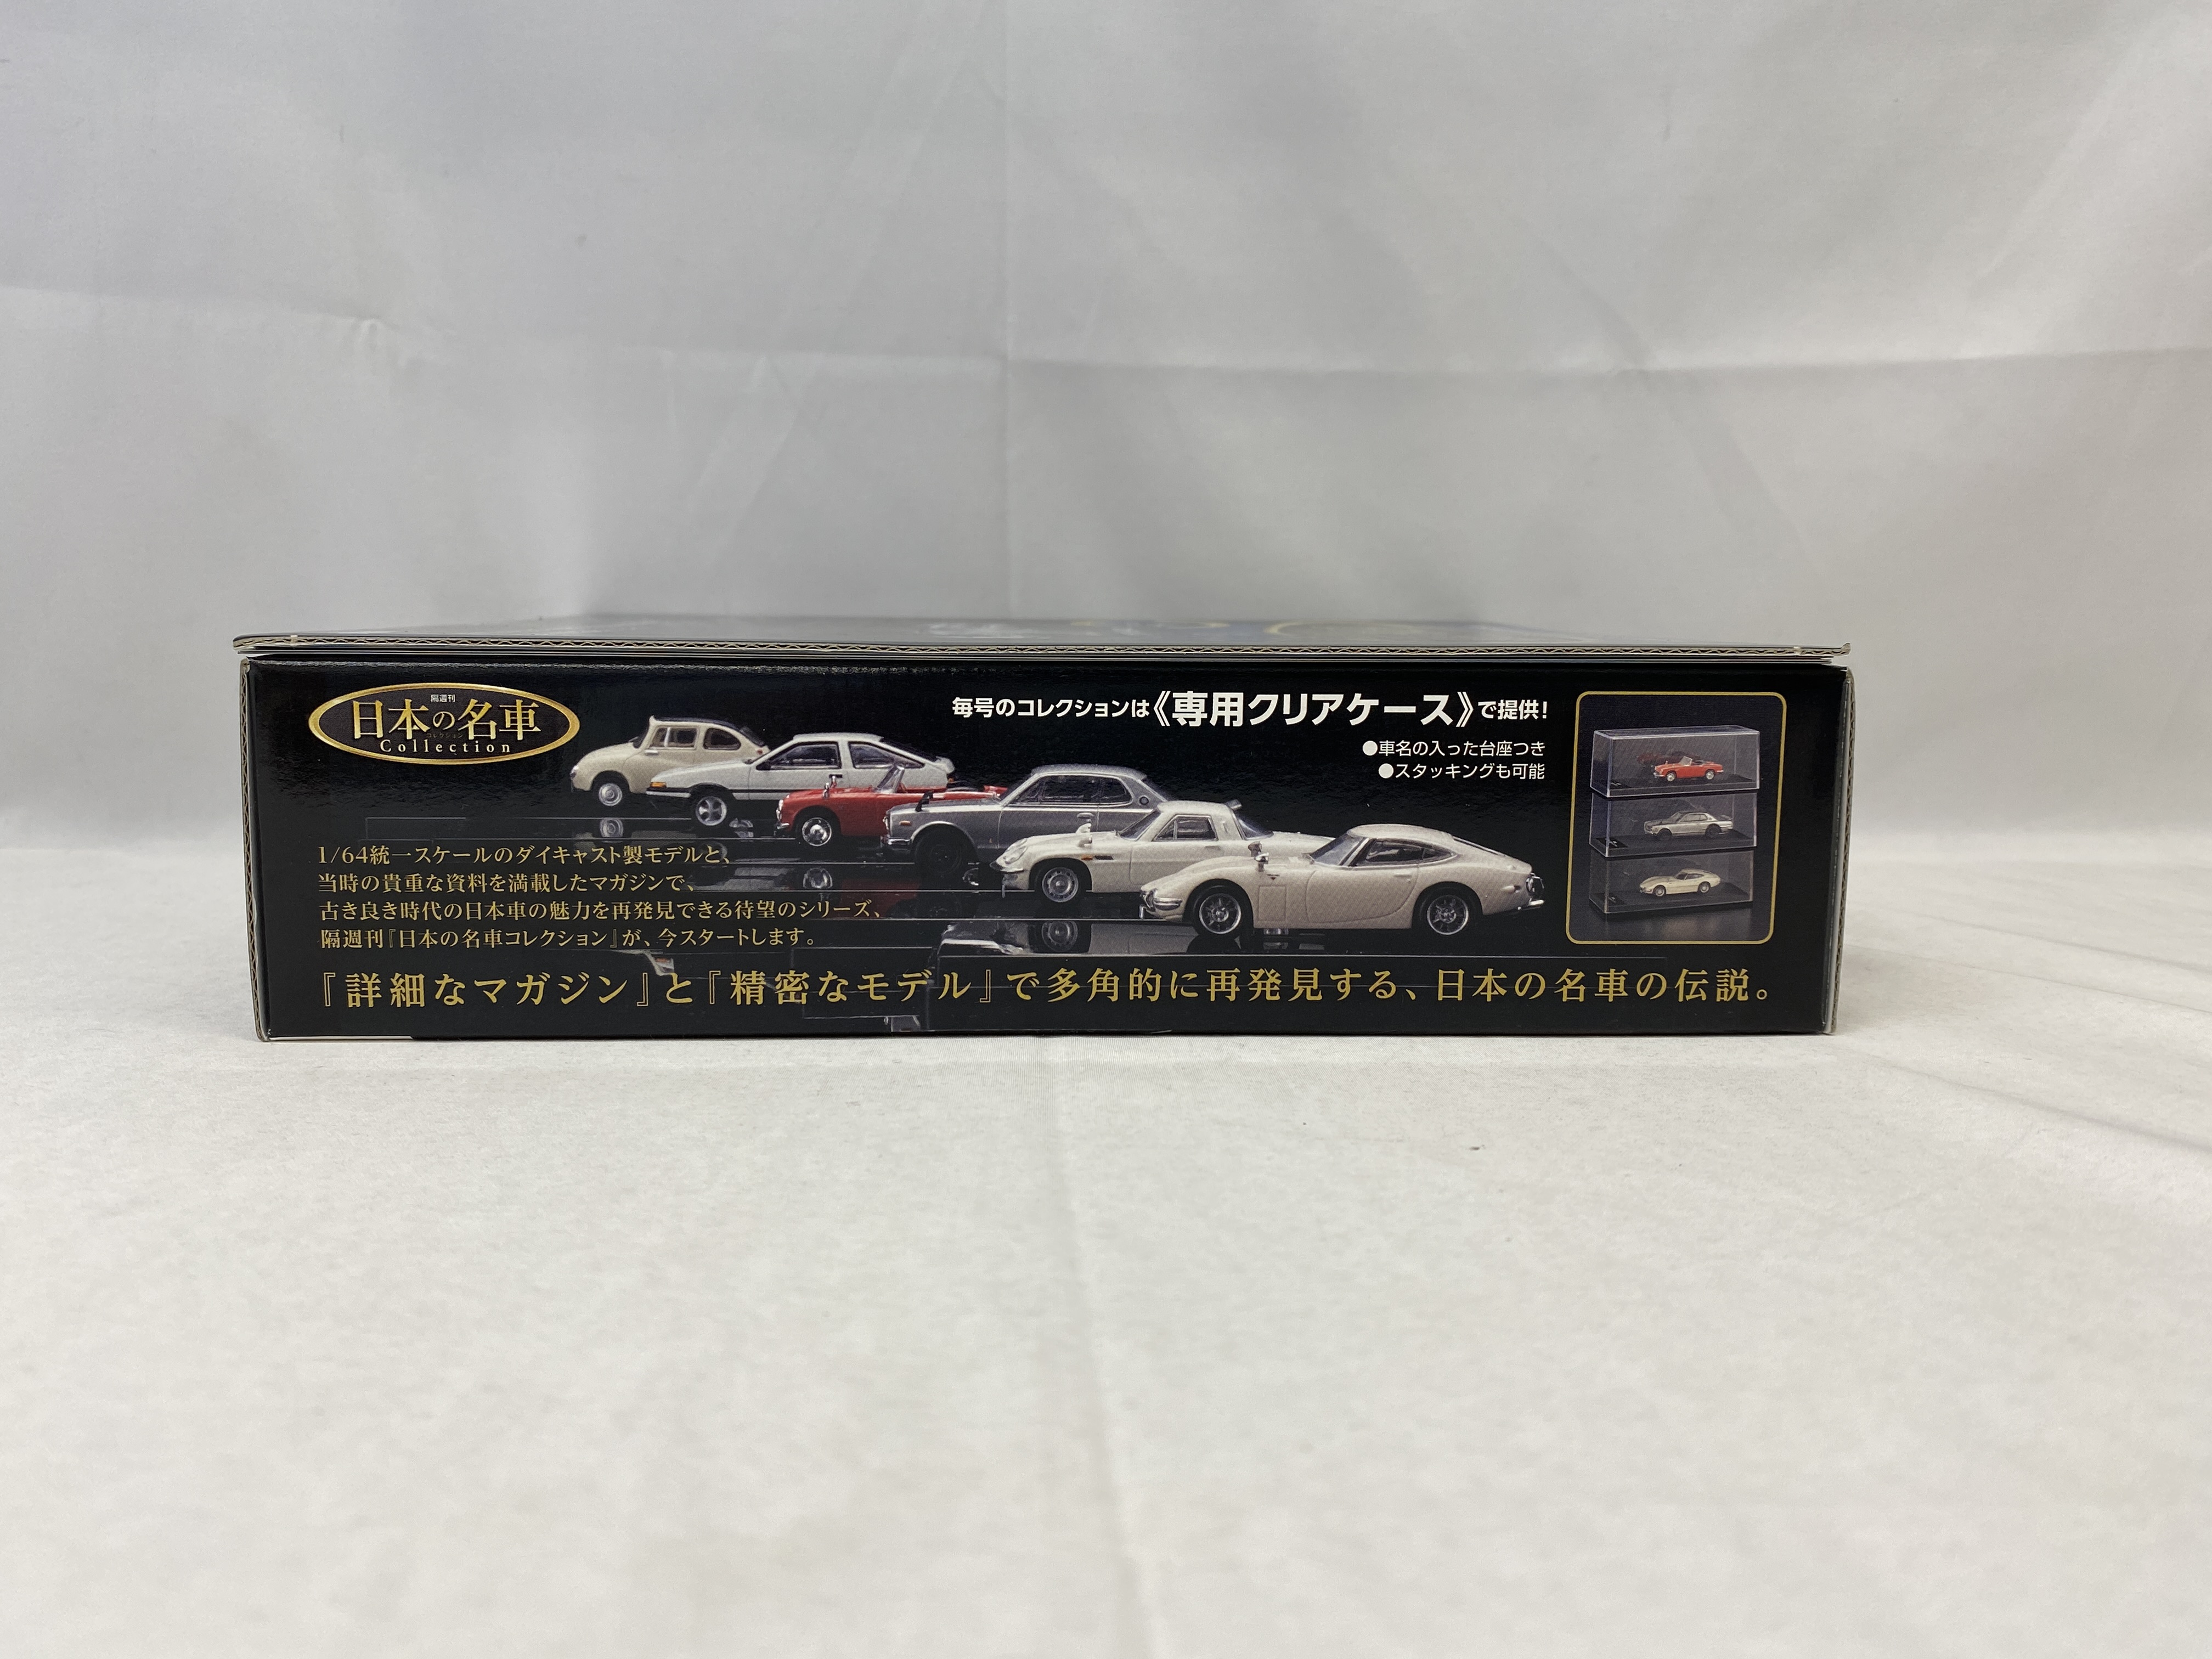 隔週刊
日本の名車
コレクション
Collection
毎号のコレクションは《専用クリアケース》で提供!
●車名の入った台座つき
●スタッキングも可能
1/64統一スケールのダイキャスト製モデルと、
当時の貴重な資料を満載したマガジンで、
古き良き時代の日本車の魅力を再発見できる待望のシリーズ、
隔週刊『日本の名車コレクション』が、今スタートします。
『詳細なマガジン』と『精密なモデル』で多角的に再発見する、日本の名車の伝説。